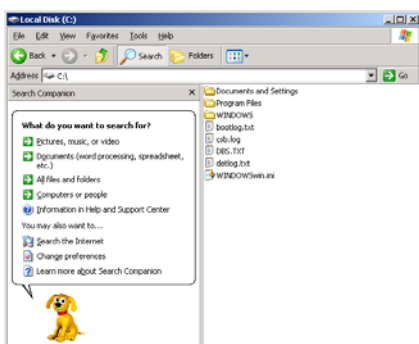 Local Disk (C:)
File Edit View Favorites Tools Help
Back Search Folders
Address C:\ Go
Search Companion
What do you want to search for?
Pictures, music, or video
Documents (word processing, spreadsheet, etc.)
All files and folders
Computers or people
Information in Help and Support Center
You may also want to...
Search the Internet
Change preferences
Learn more about Search Companion
Documents and Settings
Program Files
WINDOWS
bootlog.txt
csb.log
DBS.TXT
detlog.txt
WINDOWSwin.ini